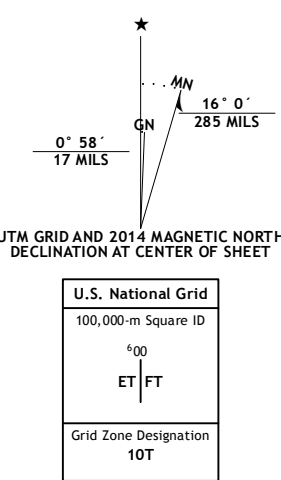 ★
MN
GN
16° 0´
285 MILS
0° 58´
17 MILS
UTM GRID AND 2014 MAGNETIC NORTH
DECLINATION AT CENTER OF SHEET
U.S. National Grid
100,000-m Square ID
⁶00
ET FT
Grid Zone Designation
10T